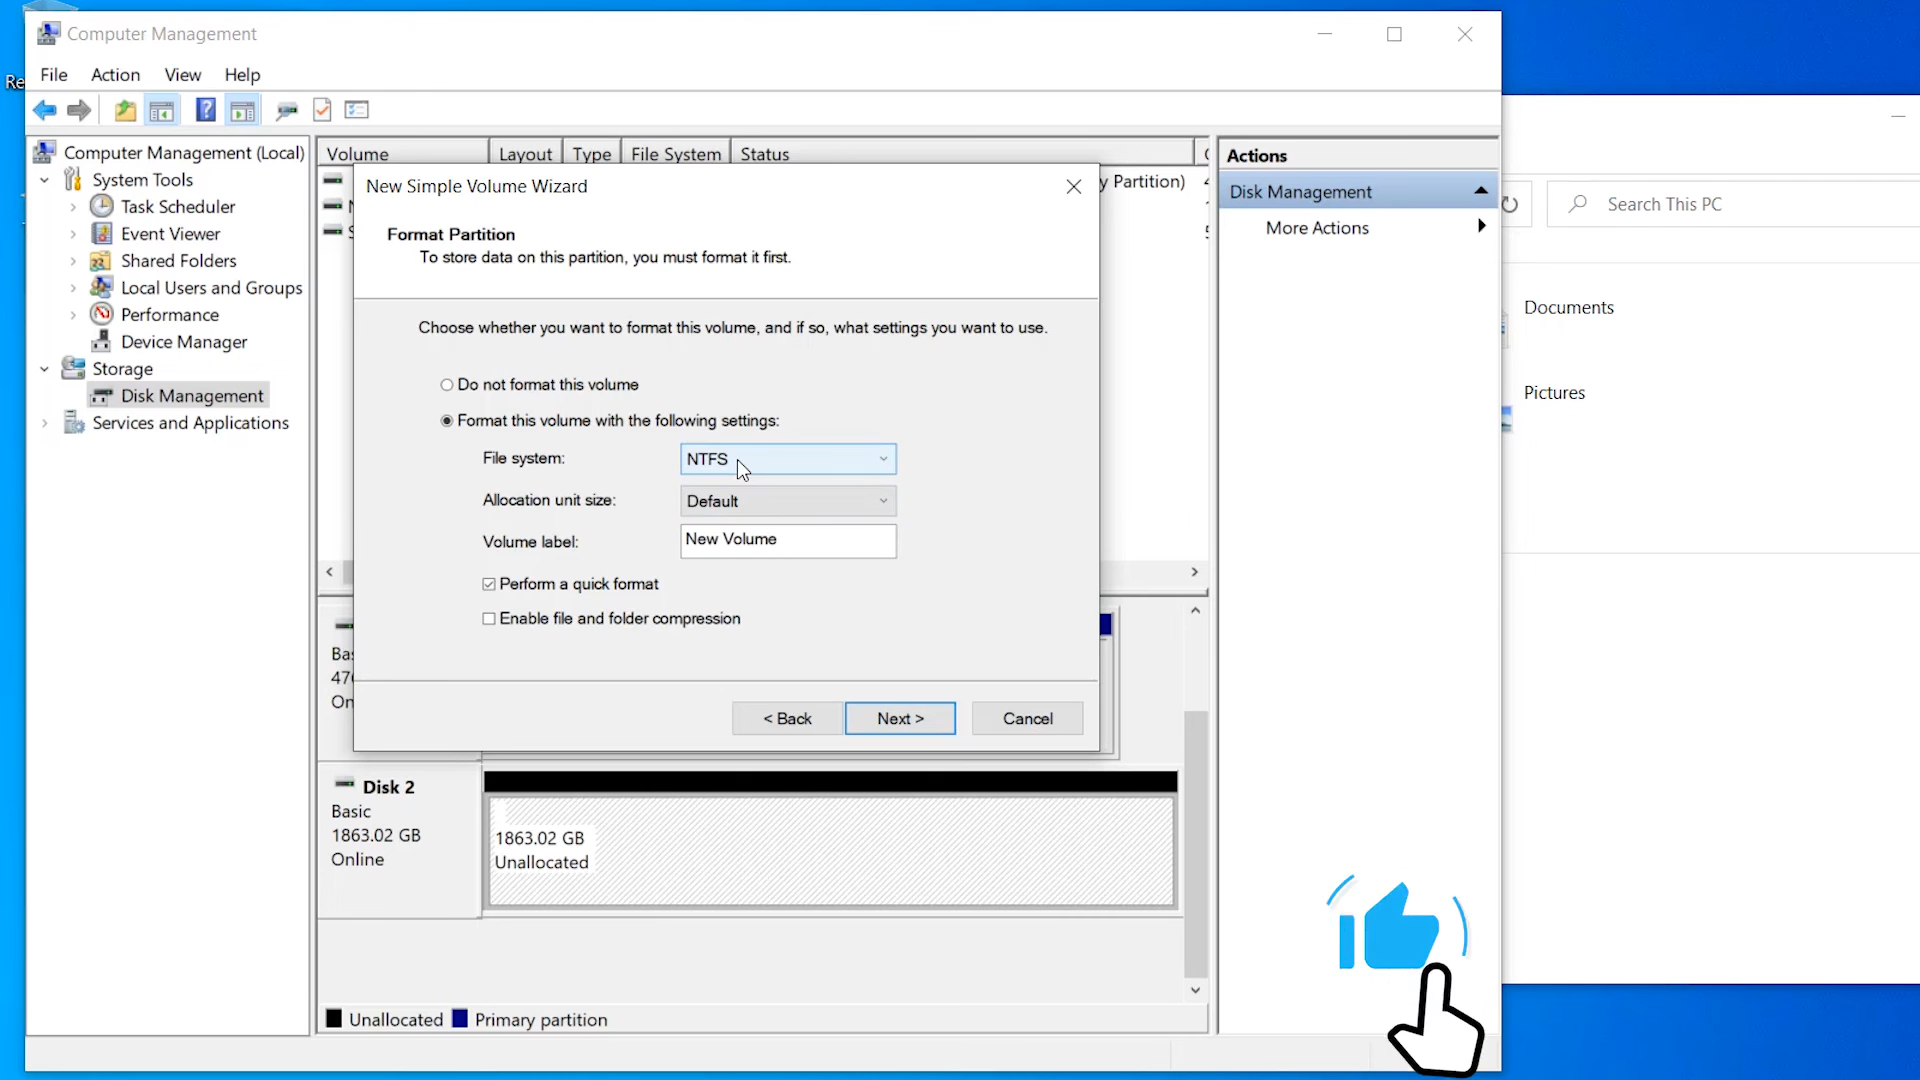 Computer Management
Re
File Action View Help
Computer Management (Local)
System Tools
Task Scheduler
Event Viewer
Shared Folders
Local Users and Groups
Performance
Device Manager
Storage
Disk Management
Services and Applications
Volume Layout Type File System Status
y Partition)
New Simple Volume Wizard
Format Partition
To store data on this partition, you must format it first.
Choose whether you want to format this volume, and if so, what settings you want to use.
Do not format this volume
Format this volume with the following settings:
File system: NTFS
Allocation unit size: Default
Volume label: New Volume
Perform a quick format
Enable file and folder compression
< Back Next > Cancel
Bas
On
Disk 2
Basic
1863.02 GB
Online
1863.02 GB
Unallocated
Unallocated Primary partition
Actions
Disk Management
More Actions
Search This PC
Documents
Pictures